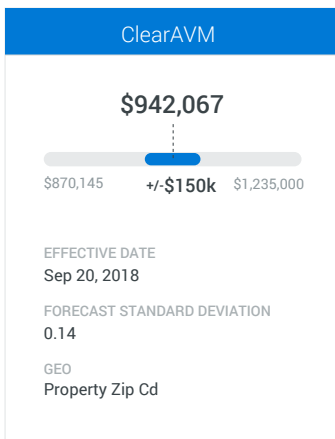 ClearAVM
$942,067
$870,145 +/-$150k $1,235,000
EFFECTIVE DATE
Sep 20, 2018
FORECAST STANDARD DEVIATION
0.14
GEO
Property Zip Cd